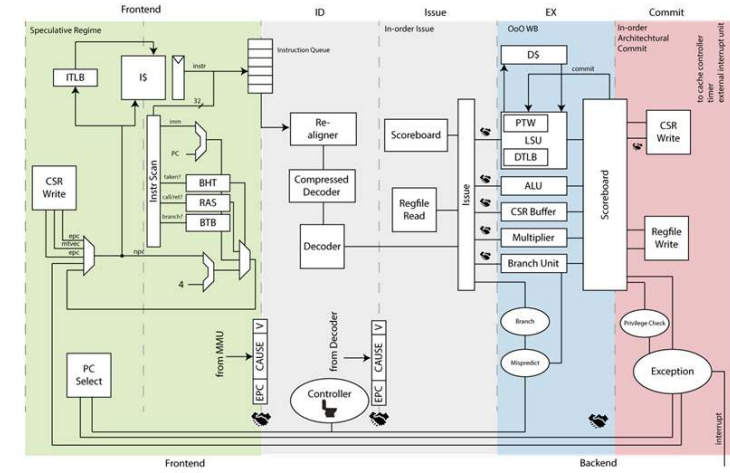 Frontend
ID
Issue
EX
Commit
Speculative Regime
In-order Issue
OoO WB
In-order
Architechtural
Commit
to cache controller
timer
external interrupt unit
Instruction Queue
ITLB
I$
instr
32
D$
commit
Re-
aligner
Scoreboard
PTW
LSU
DTLB
CSR
Write
Instr Scan
imm
PC
Compressed
Decoder
Issue
Scoreboard
CSR
Write
taken?
BHT
call/ret?
RAS
branch?
BTB
Regfile
Read
ALU
CSR Buffer
Multiplier
Branch Unit
Decoder
Regfile
Write
epc
mtvec
epc
npc
4
Branch
Privilege Check
Mispredict
Exception
from MMU
EPC
CAUSE
V
from Decoder
EPC
CAUSE
V
PC
Select
Controller
interrupt
Frontend
Backend